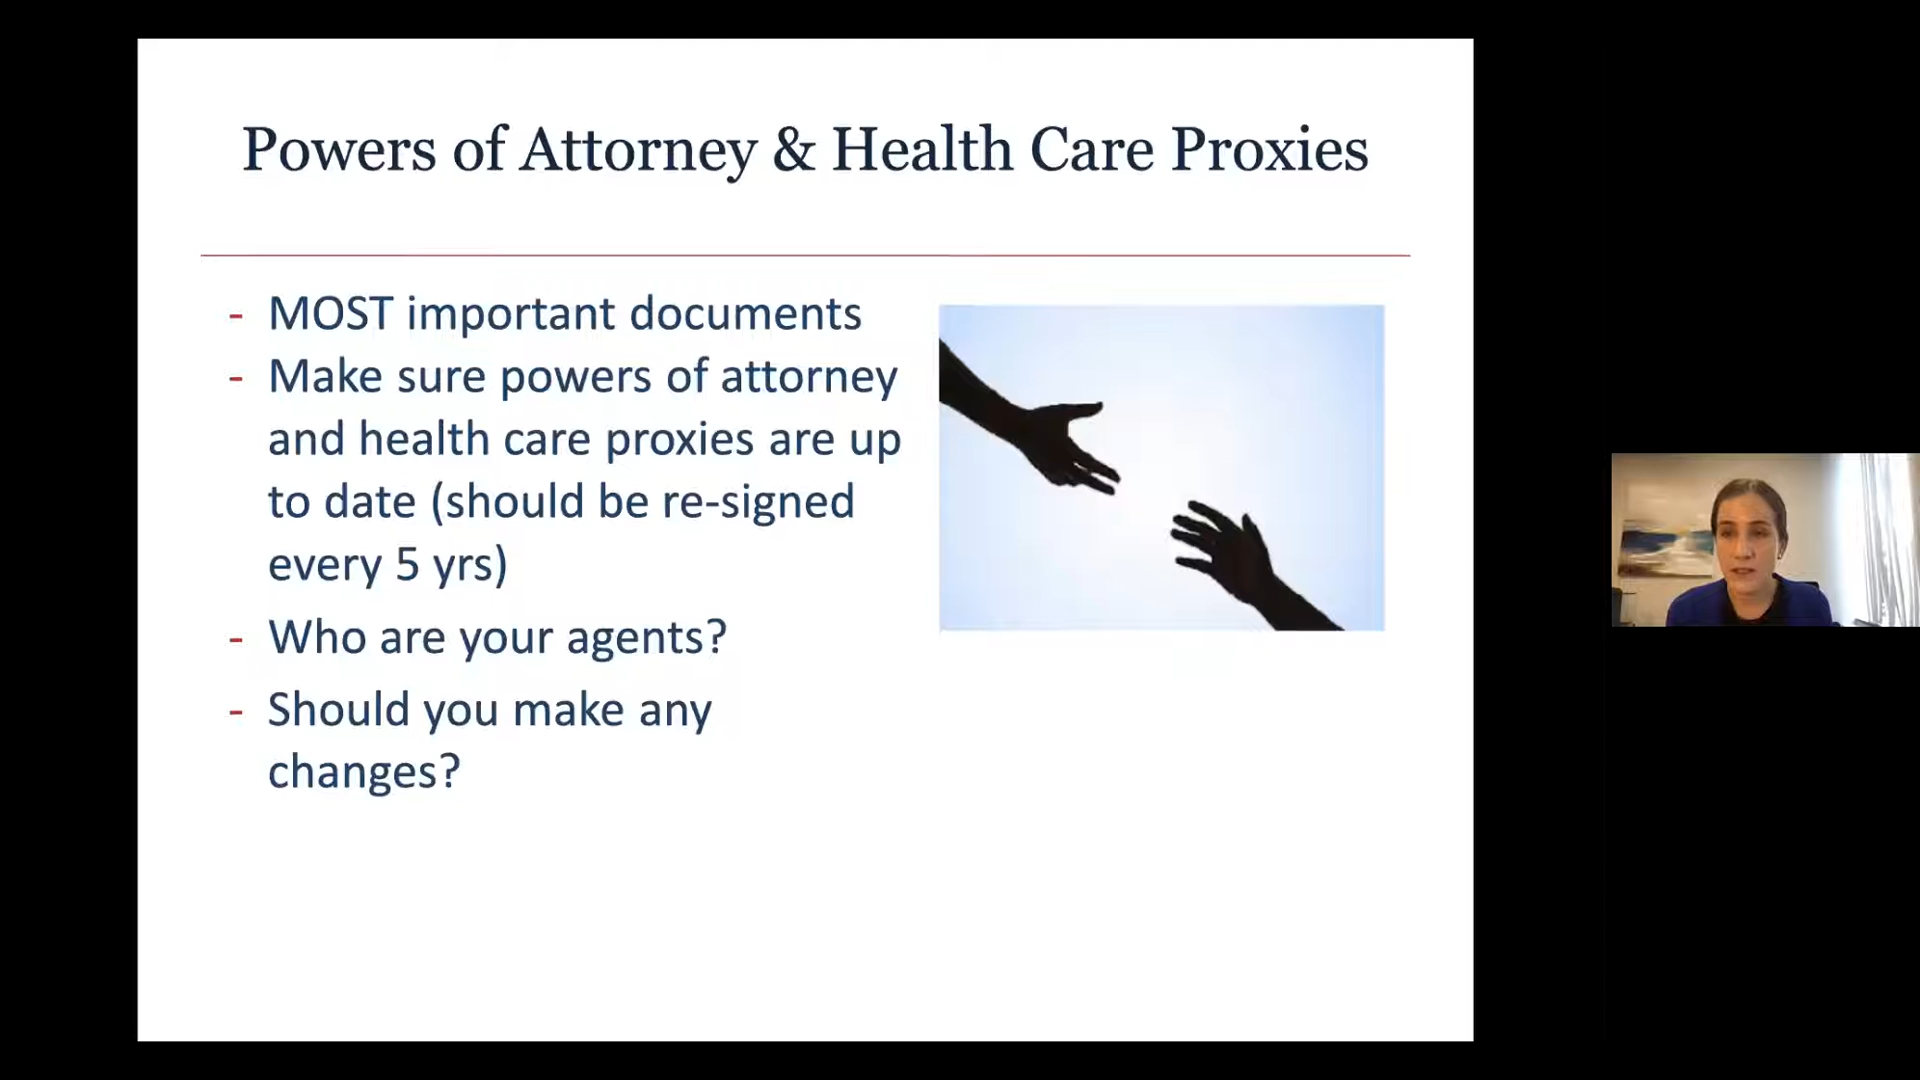 Powers of Attorney & Health Care Proxies
- MOST important documents
- Make sure powers of attorney
and health care proxies are up
to date (should be re-signed
every 5 yrs)
- Who are your agents?
- Should you make any
changes?